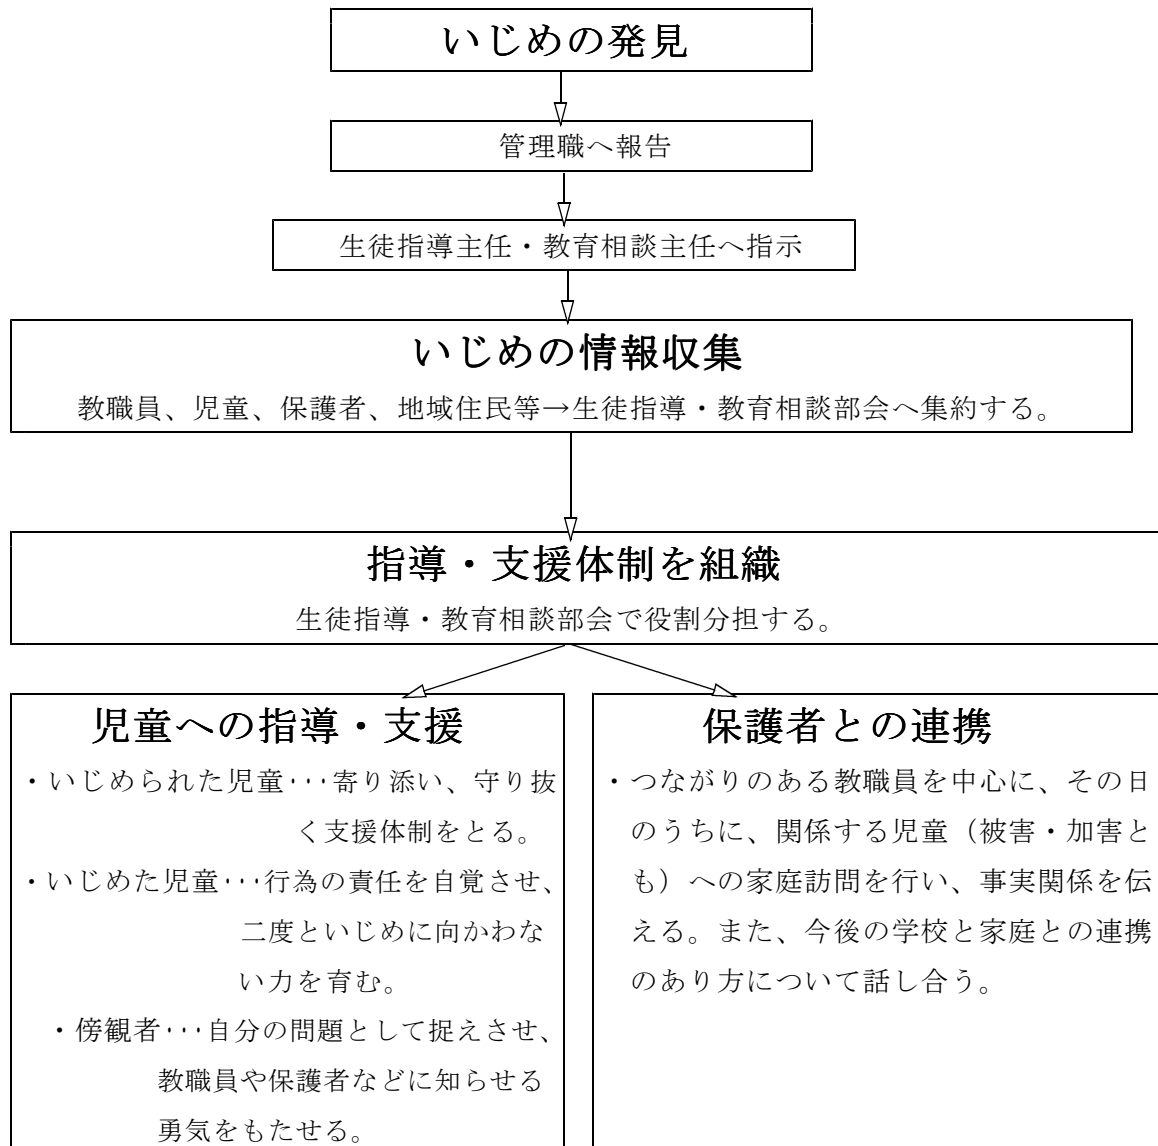 いじめの発見
管理職へ報告
生徒指導主任・教育相談主任へ指示
いじめの情報収集
教職員、児童、保護者、地域住民等→生徒指導・教育相談部会へ集約する。
指導・支援体制を組織
生徒指導・教育相談部会で役割分担する。
児童への指導・支援
・いじめられた児童･･･寄り添い、守り抜
く支援体制をとる。
・いじめた児童･･･行為の責任を自覚させ、
二度といじめに向かわな
い力を育む。
・傍観者･･･自分の問題として捉えさせ、
教職員や保護者などに知らせる
勇気をもたせる。
保護者との連携
・つながりのある教職員を中心に、その日
のうちに、関係する児童（被害・加害と
も）への家庭訪問を行い、事実関係を伝
える。また、今後の学校と家庭との連携
のあり方について話し合う。